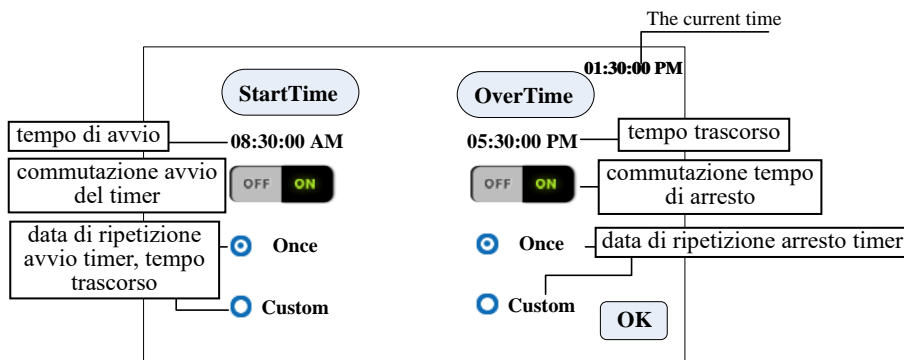 The current time
01:30:00 PM
StartTime
OverTime
tempo di avvio
08:30:00 AM
05:30:00 PM
tempo trascorso
commutazione avvio
del timer
OFF ON
OFF ON
commutazione tempo
di arresto
data di ripetizione
avvio timer, tempo
trascorso
Once
Once
data di ripetizione arresto timer
Custom
Custom
OK